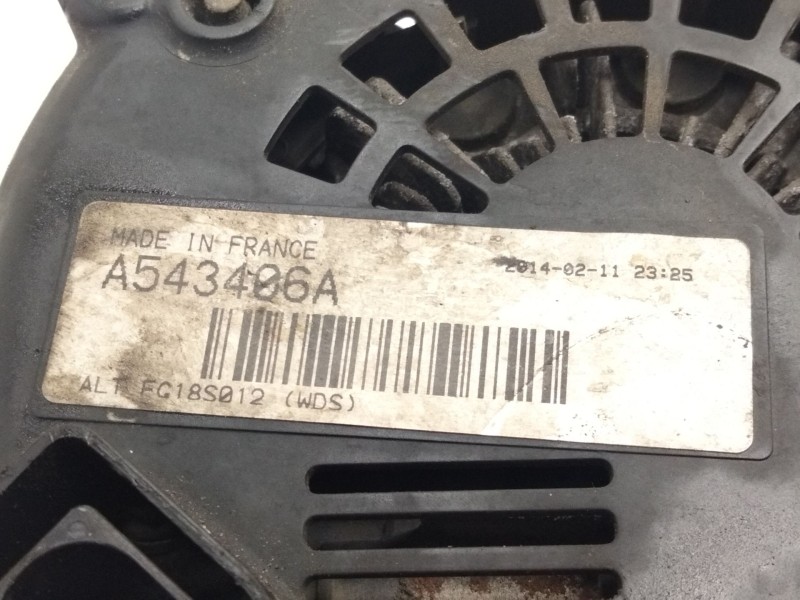 MADE IN FRANCE
A543406A
2014-02-11 23:25
ALT FG18S012 (WDS)